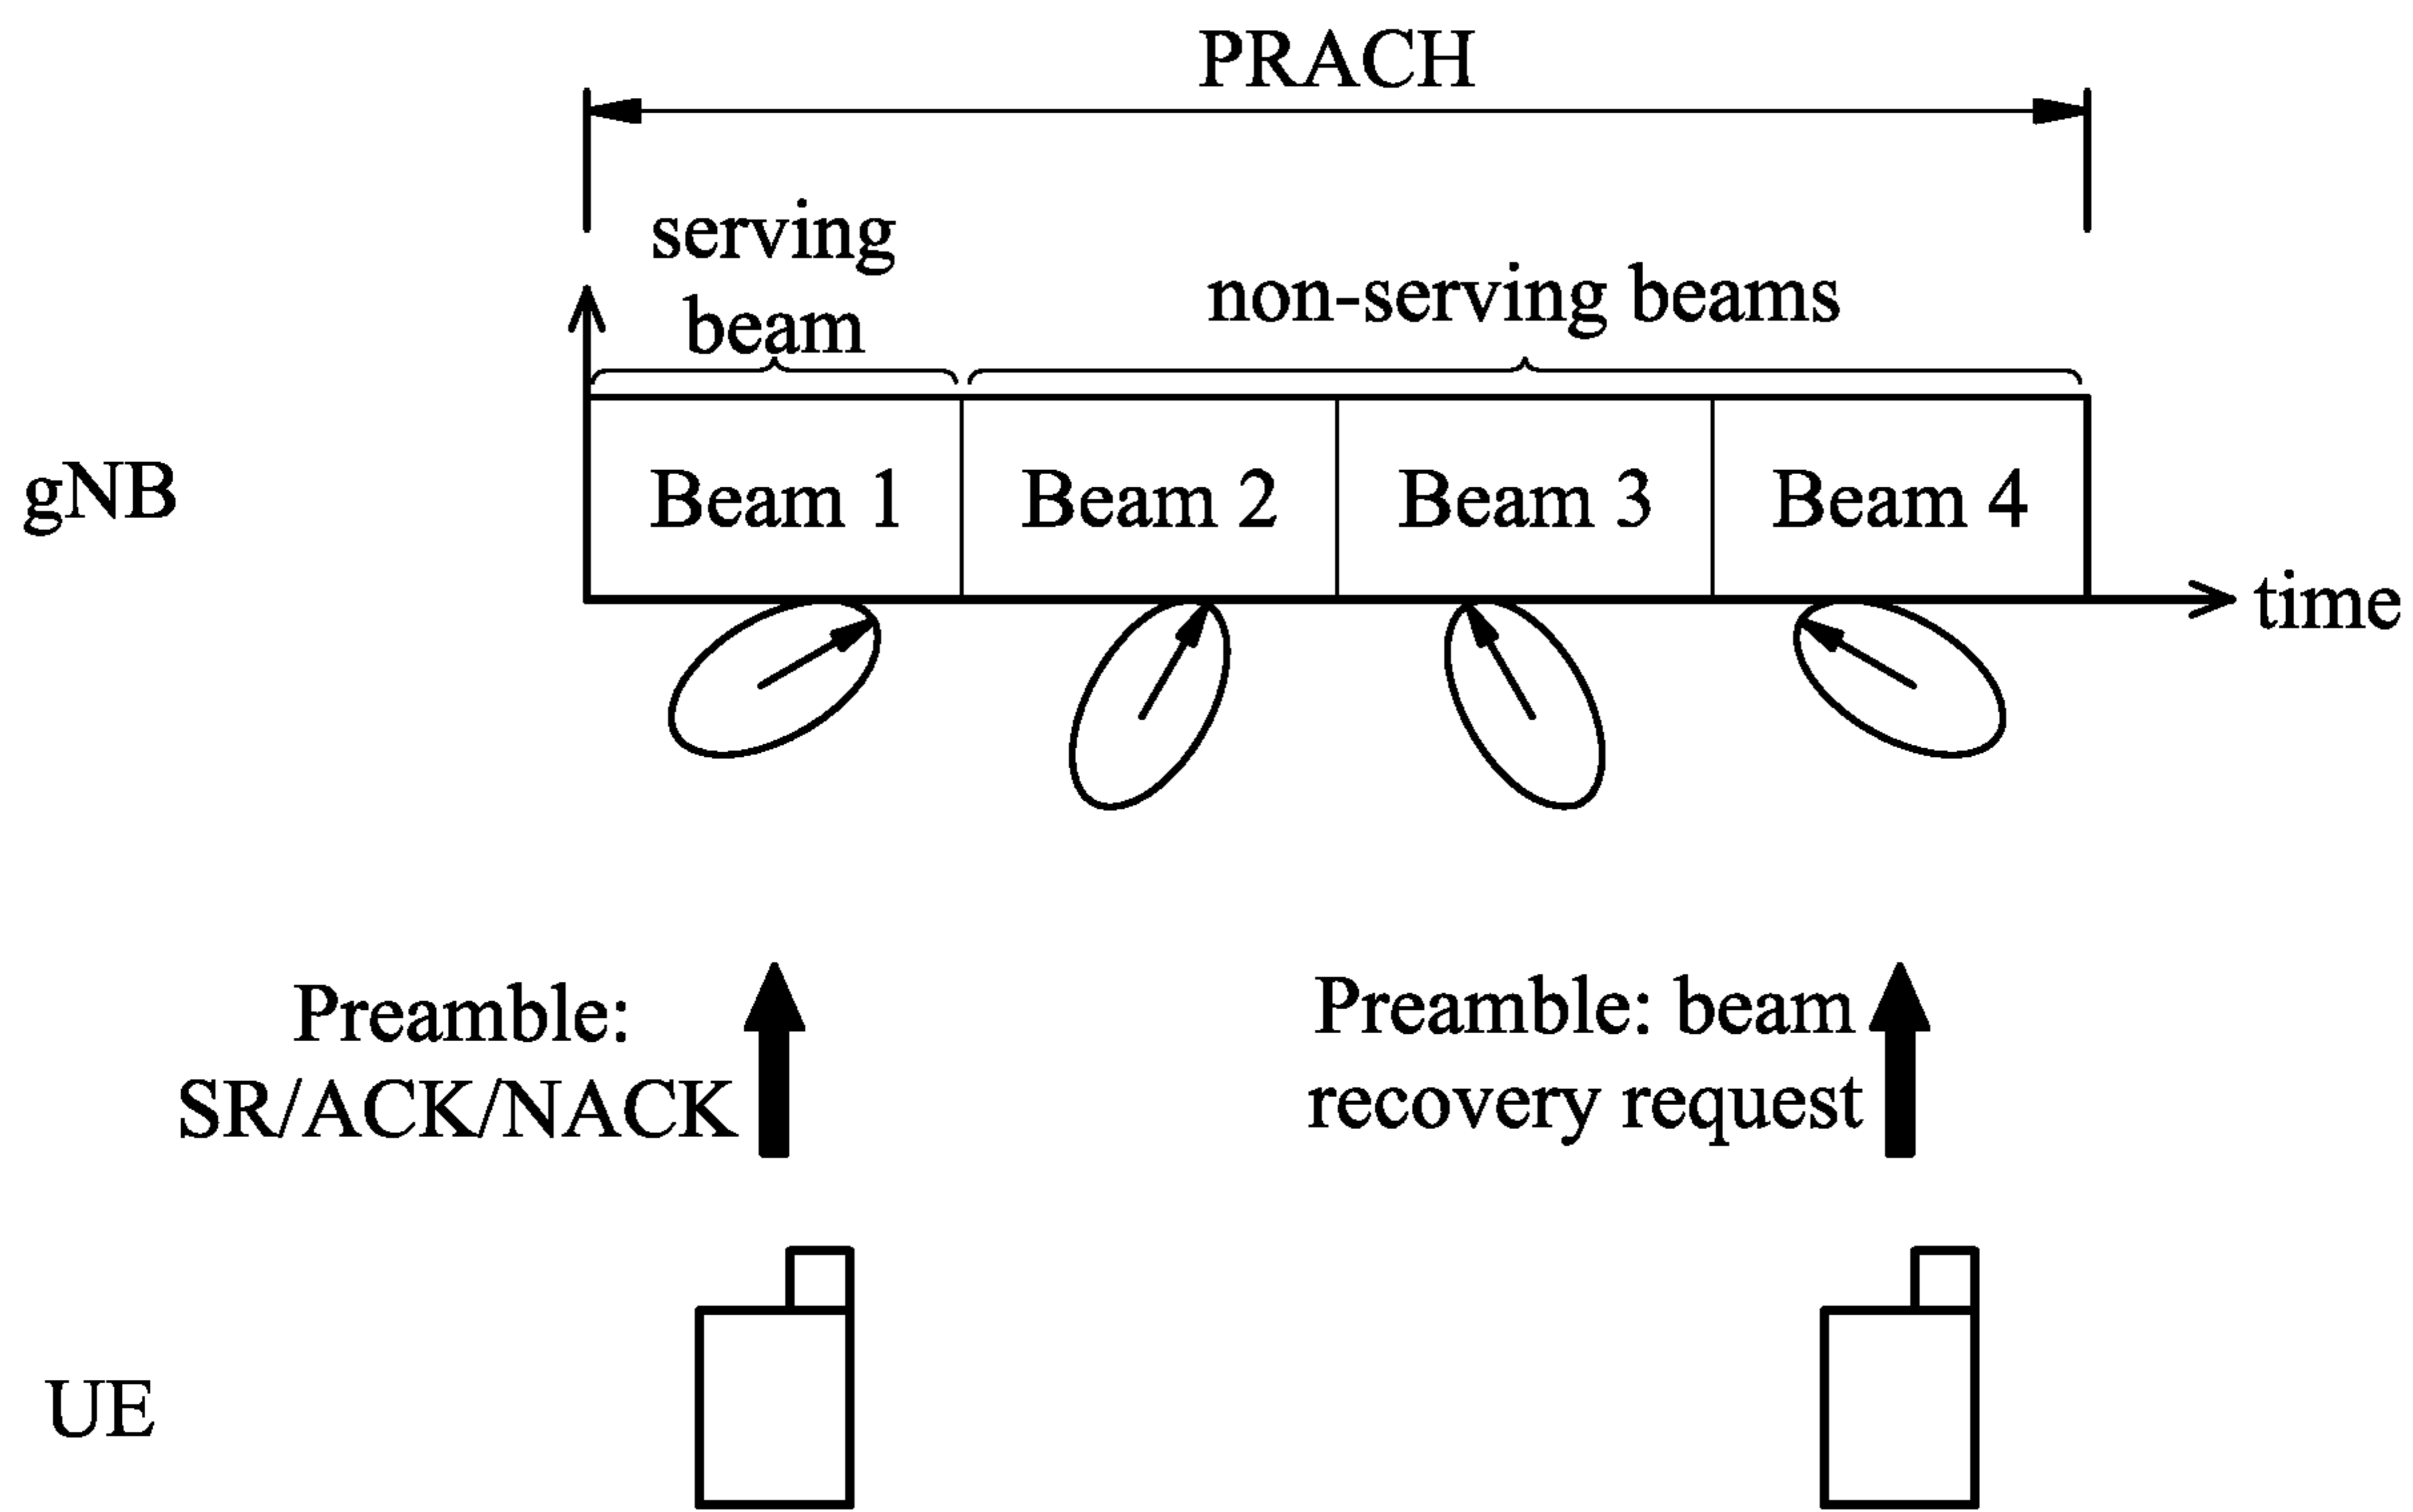 PRACH
serving
beam
non-serving beams
gNB
Beam 1
Beam 2
Beam 3
Beam 4
time
Preamble:
SR/ACK/NACK
Preamble: beam
recovery request
UE